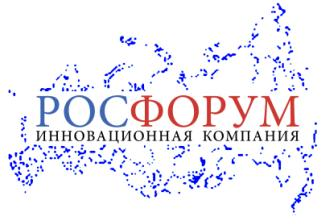 РОСФОРУМ
ИННОВАЦИОННАЯ КОМПАНИЯ